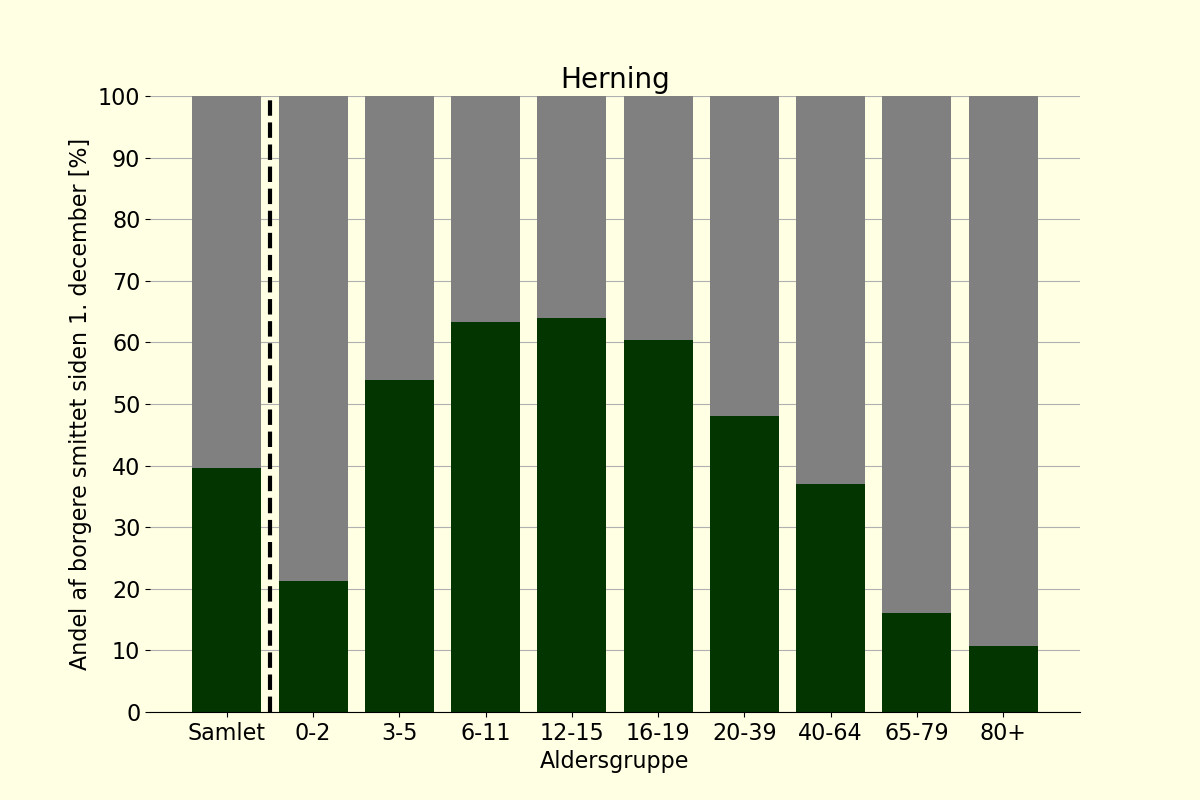 Herning
Andel af borgere smittet siden 1. december [%]
100
90
80
70
60
50
40
30
20
10
0
Samlet 0-2 3-5 6-11 12-15 16-19 20-39 40-64 65-79 80+
Aldersgruppe